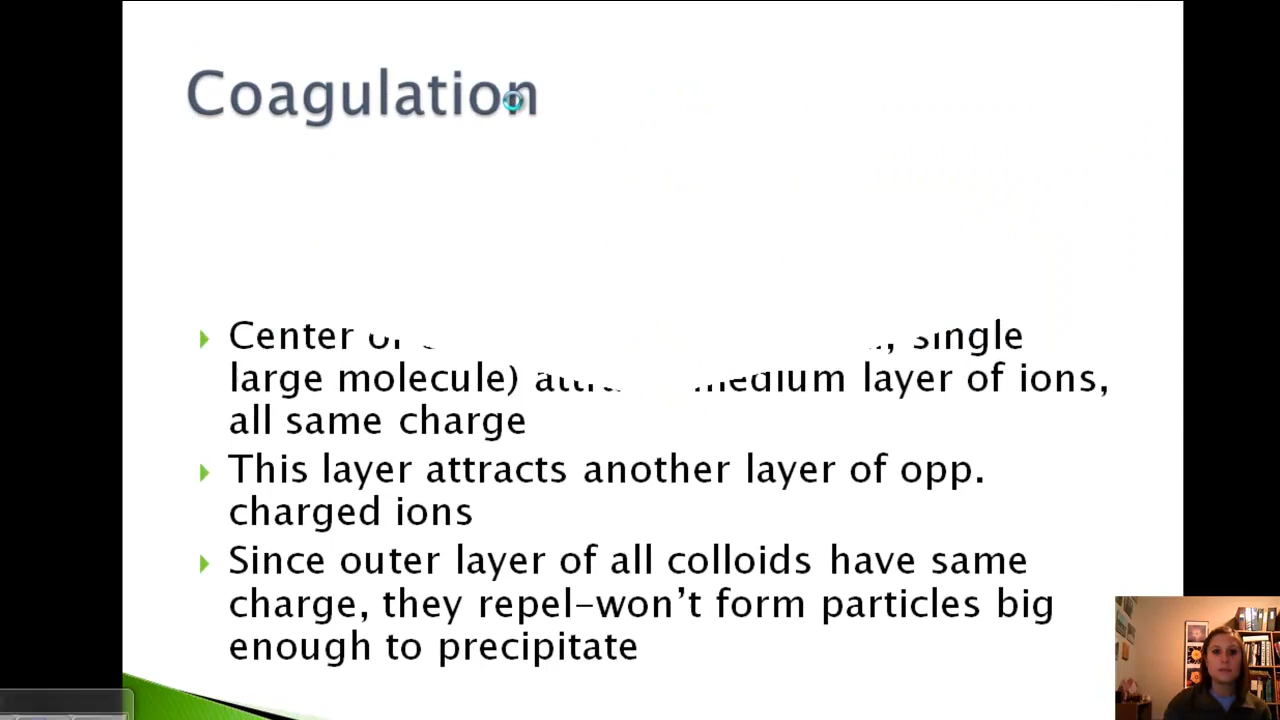 Coagulation
Center single
large molecule) medium layer of ions,
all same charge
This layer attracts another layer of opp.
charged ions
Since outer layer of all colloids have same
charge, they repel-won't form particles big
enough to precipitate